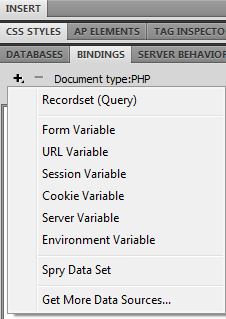 INSERT
CSS STYLES AP ELEMENTS TAG INSPECTO
DATABASES BINDINGS SERVER BEHAVIOR
Document type:PHP
Recordset (Query)
Form Variable
URL Variable
Session Variable
Cookie Variable
Server Variable
Environment Variable
Spry Data Set
Get More Data Sources...